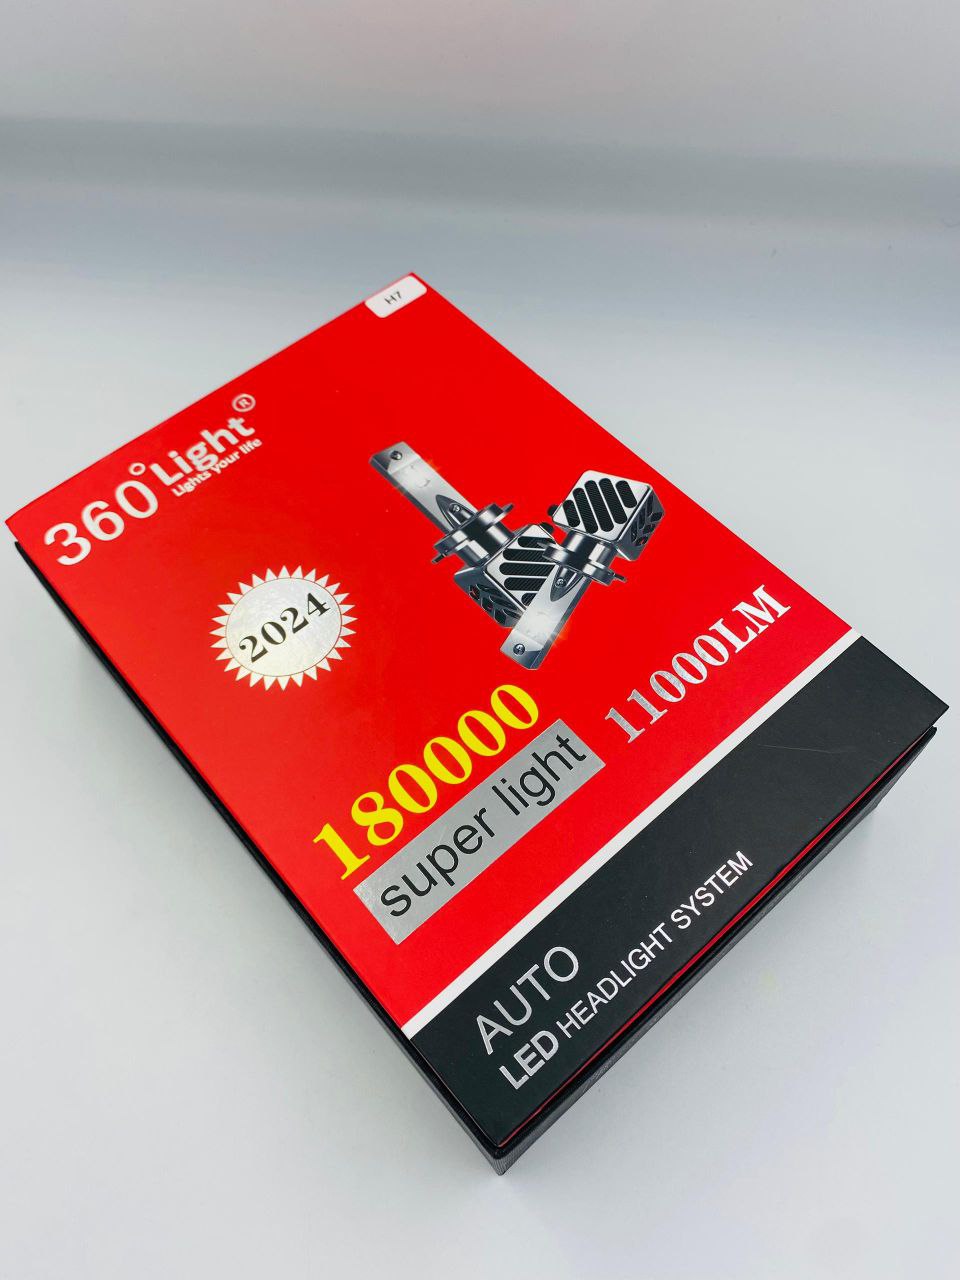 H7
360°Light®
Lights your life
2024
180000
super light
11000LM
AUTO
LED HEADLIGHT SYSTEM